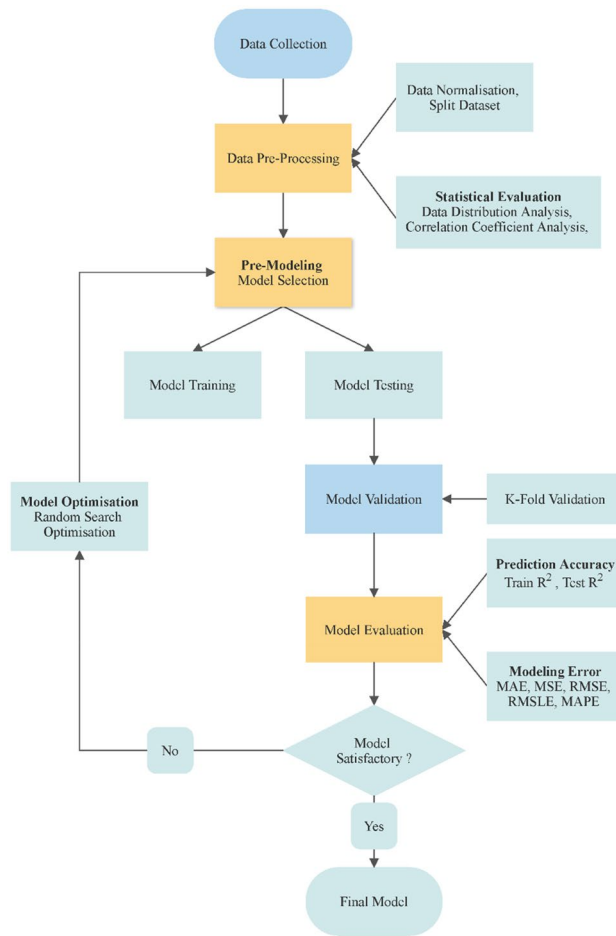 Data Collection
Data Normalisation,
Split Dataset
Data Pre-Processing
Statistical Evaluation
Data Distribution Analysis,
Correlation Coefficient Analysis,
Pre-Modeling
Model Selection
Model Training
Model Testing
Model Optimisation
Random Search
Optimisation
Model Validation
K-Fold Validation
Prediction Accuracy
Train R², Test R²
Model Evaluation
Modeling Error
MAE, MSE, RMSE,
RMSLE, MAPE
No
Model
Satisfactory ?
Yes
Final Model